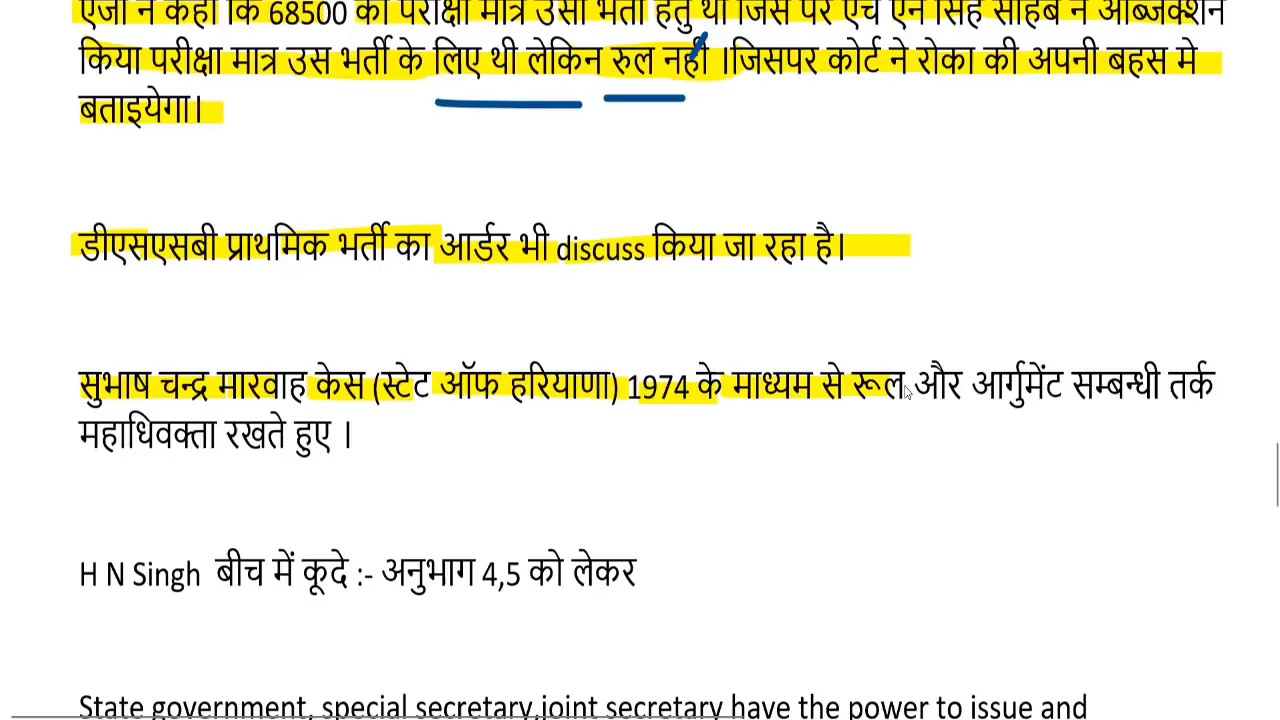 एजी ने कहा कि 68500 की परीक्षा मात्र उसी भर्ती हेतु थी जिस पर एच एन सिंह साहब ने ऑब्जेक्शन
किया परीक्षा मात्र उस भर्ती के लिए थी लेकिन रुल नही ।जिसपर कोर्ट ने रोका की अपनी बहस मे
बताइयेगा।
डीएसएसबी प्राथमिक भर्ती का आर्डर भी discuss किया जा रहा है।
सुभाष चन्द्र मारवाह केस (स्टेट ऑफ हरियाणा) 1974 के माध्यम से रूल और आर्गुमेंट सम्बन्धी तर्क
महाधिवक्ता रखते हुए ।
H N Singh बीच में कूदे :- अनुभाग 4,5 को लेकर
State government, special secretary,joint secretary have the power to issue and